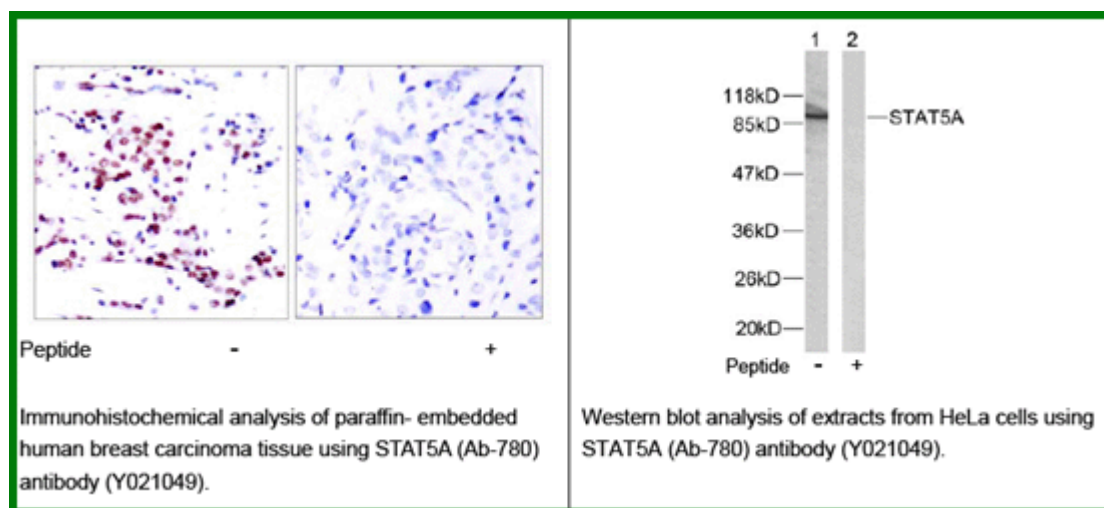 Peptide - +
Immunohistochemical analysis of paraffin- embedded
human breast carcinoma tissue using STAT5A (Ab-780)
antibody (Y021049).
1 2
118kD
STAT5A
85kD
47kD
36kD
26kD
20kD
Peptide - +
Western blot analysis of extracts from HeLa cells using
STAT5A (Ab-780) antibody (Y021049).